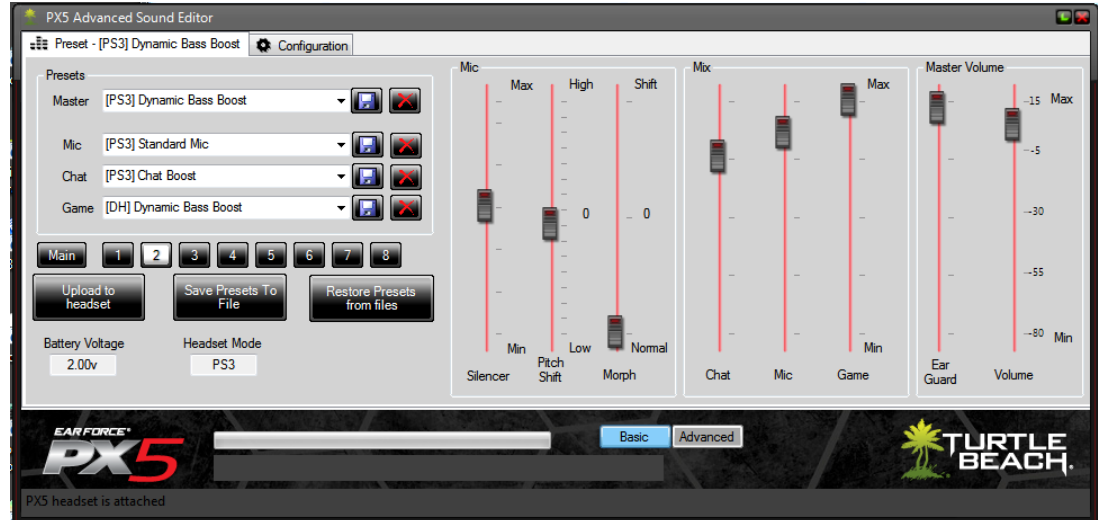 PX5 Advanced Sound Editor
Preset - [PS3] Dynamic Bass Boost
Configuration
Presets
Master [PS3] Dynamic Bass Boost
Mic [PS3] Standard Mic
Chat [PS3] Chat Boost
Game [DH] Dynamic Bass Boost
Main 1 2 3 4 5 6 7 8
Upload to
headset
Save Presets To
File
Restore Presets
from files
Battery Voltage
2.00v
Headset Mode
PS3
Mic
Max High Shift
0 0
Min Low Normal
Silencer
Pitch
Shift
Morph
Mix
Max
Min
Chat Mic Game
Master Volume
-15 Max
-5
-30
-55
-80 Min
Ear
Guard
Volume
EAR FORCE
PX5
Basic Advanced
TURTLE
BEACH.
PX5 headset is attached